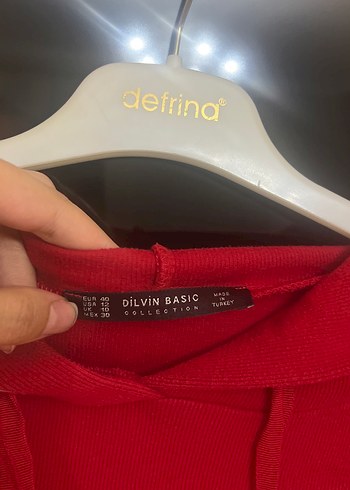 defrina®
EUR 40
USA 12
UK 10
MEX 30
DİLVİN BASIC
COLLECTION
MADE
IN
TURKEY